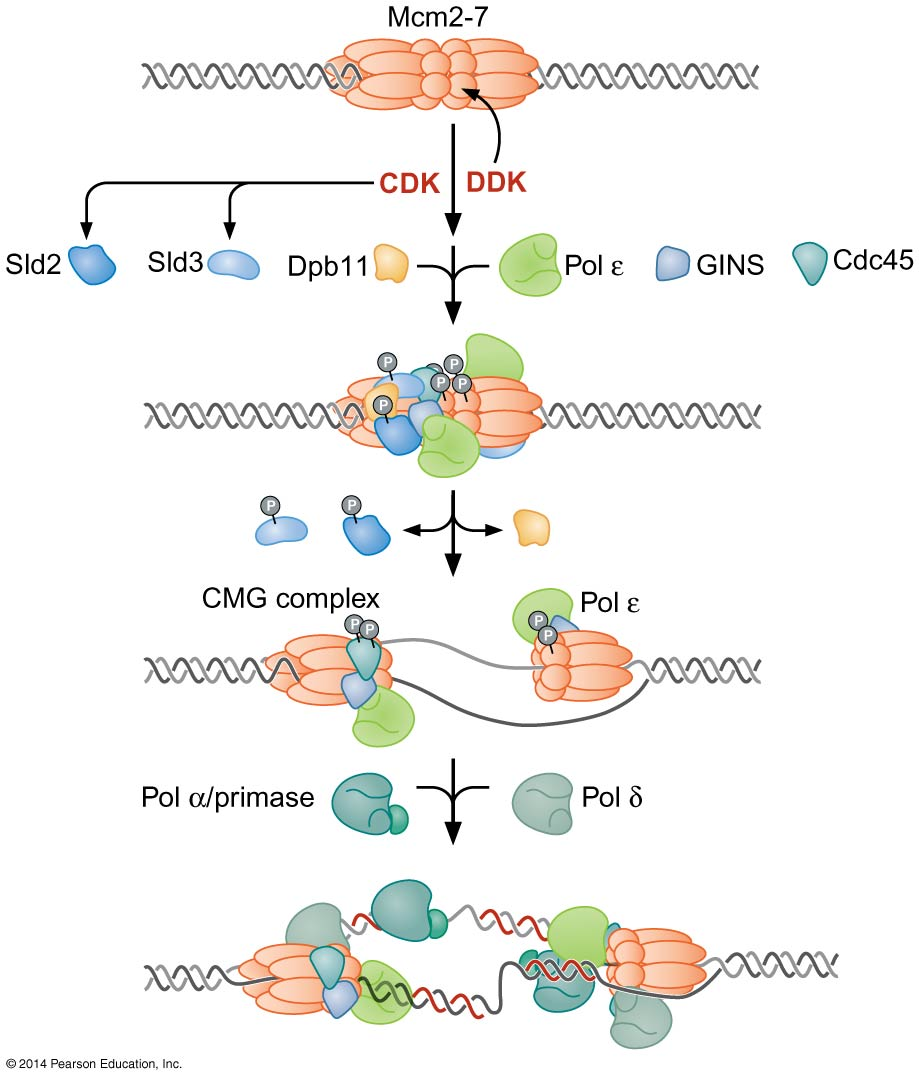 Mcm2-7
CDK DDK
Sld2 Sld3 Dpb11 Pol ε GINS Cdc45
P P P P
P
P P
CMG complex Pol ε
P P P P
Pol α/primase Pol δ
© 2014 Pearson Education, Inc.